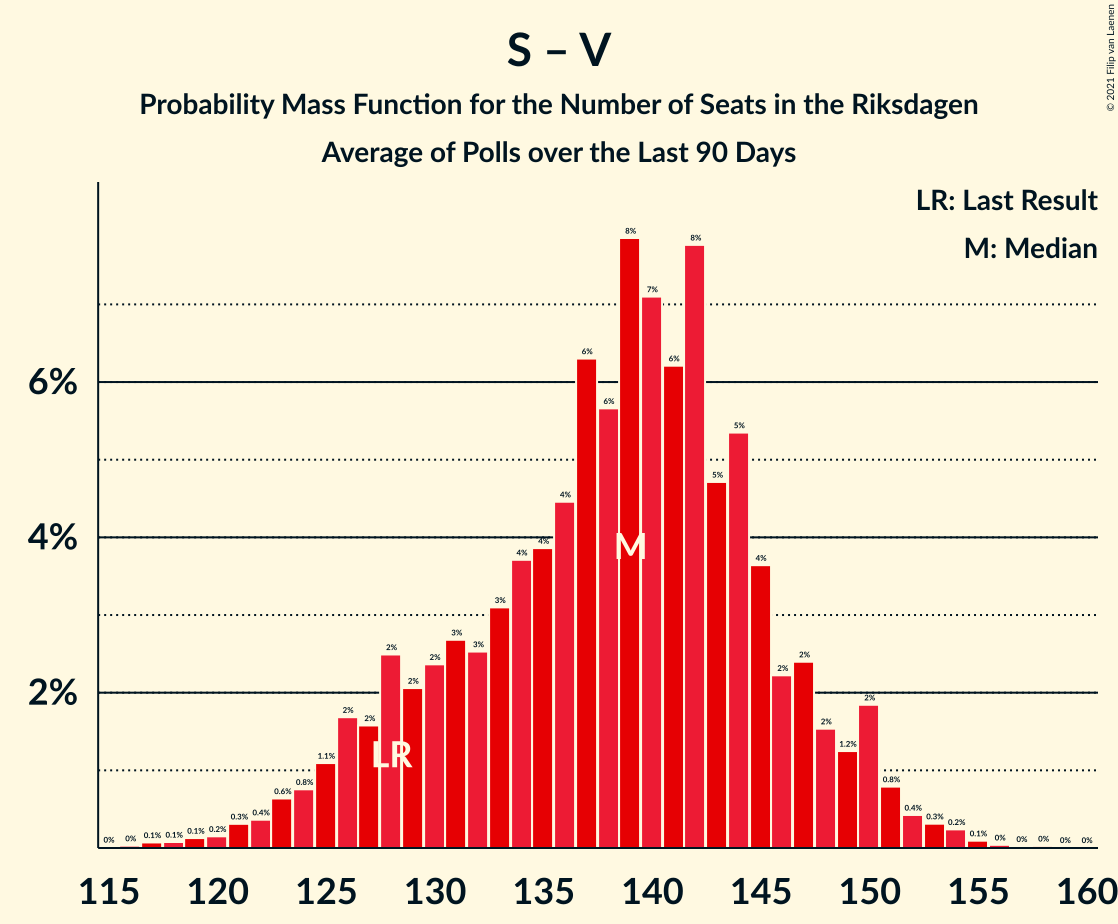 S – V
Probability Mass Function for the Number of Seats in the Riksdagen
Average of Polls over the Last 90 Days
© 2021 Filip van Laenen
LR: Last Result
M: Median
6%
4%
2%
0% 0% 0.1% 0.1% 0.1% 0.2% 0.3% 0.4% 0.6% 0.8% 1.1% 2% 2% 2% 2% 2% 3% 3% 3% 4% 4% 4% 6% 6% 8% 7% 6% 8% 5% 5% 4% 2% 2% 2% 1.2% 2% 0.8% 0.4% 0.3% 0.2% 0.1% 0% 0% 0% 0% 0%
M
LR
115 120 125 130 135 140 145 150 155 160